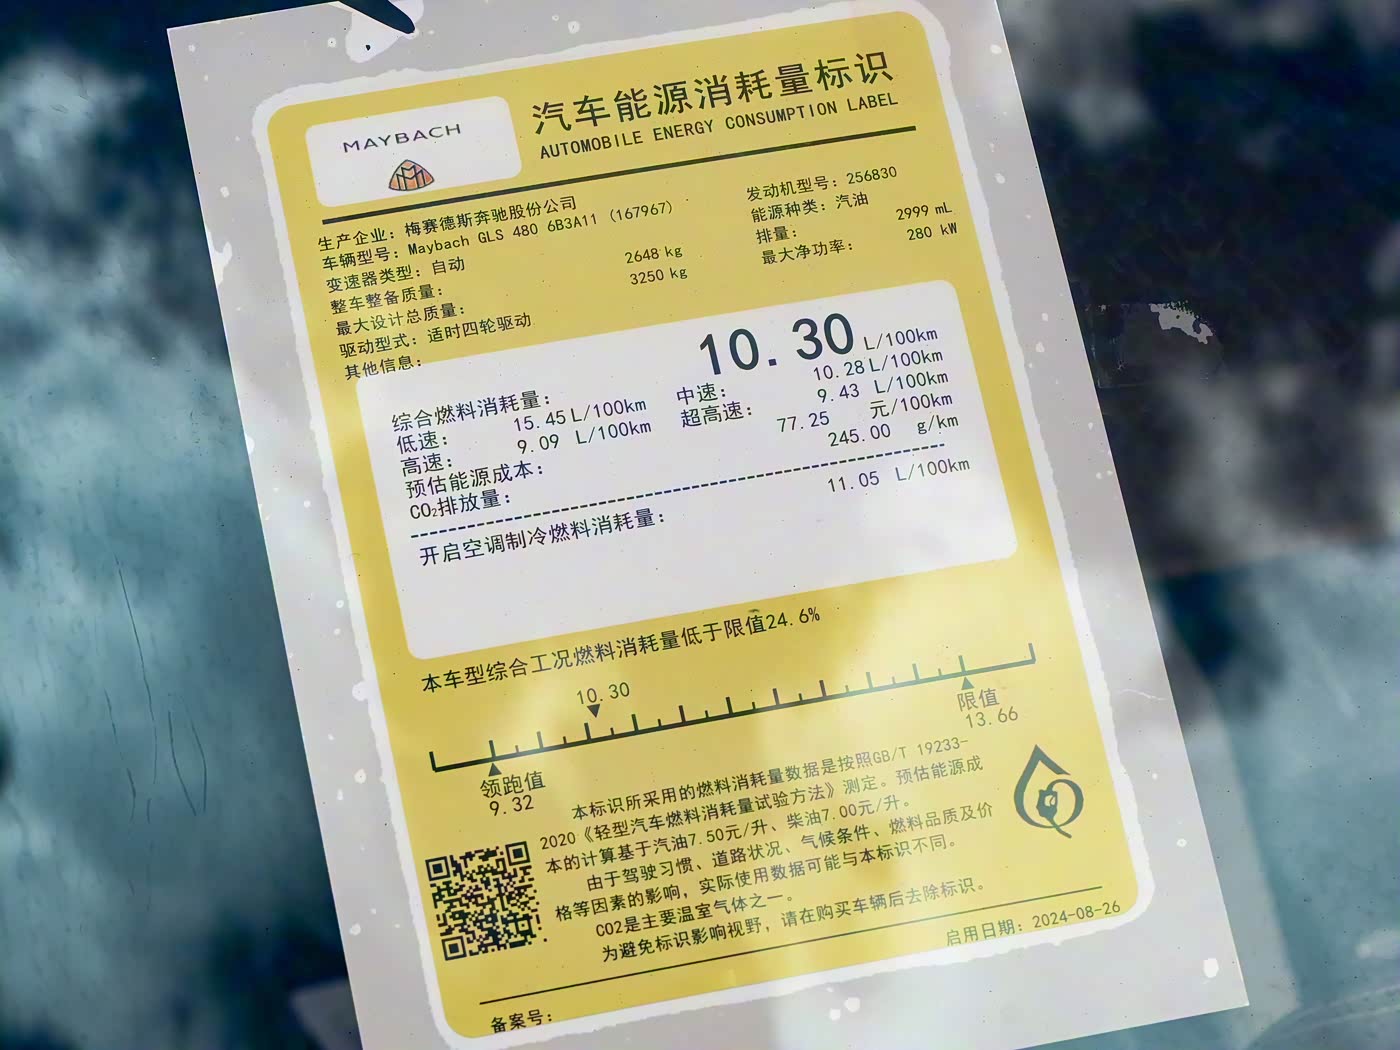 MAYBACH
汽车能源消耗量标识
AUTOMOBILE ENERGY CONSUMPTION LABEL
生产企业：梅赛德斯奔驰股份公司
车辆型号：Maybach GLS 480 6B3A11 (167967)
变速器类型：自动
整车整备质量： 2648 kg
最大设计总质量： 3250 kg
驱动型式：适时四轮驱动
其他信息：
发动机型号：256830
能源种类：汽油
排量： 2999 mL
最大净功率： 280 kW
综合燃料消耗量： 10.30 L/100km
低速： 15.45 L/100km 中速： 10.28 L/100km
高速： 9.09 L/100km 超高速： 9.43 L/100km
预估能源成本： 77.25 元/100km
CO₂排放量： 245.00 g/km
开启空调制冷燃料消耗量： 11.05 L/100km
本车型综合工况燃料消耗量低于限值24.6%
10.30
领跑值
9.32
限值
13.66
本标识所采用的燃料消耗量数据是按照GB/T 19233-
2020《轻型汽车燃料消耗量试验方法》测定。预估能源成
本的计算基于汽油7.50元/升、柴油7.00元/升。
由于驾驶习惯、道路状况、气候条件、燃料品质及价
格等因素的影响，实际使用数据可能与本标识不同。
CO2是主要温室气体之一。
为避免标识影响视野，请在购买车辆后去除标识。
启用日期：2024-08-26
备案号：